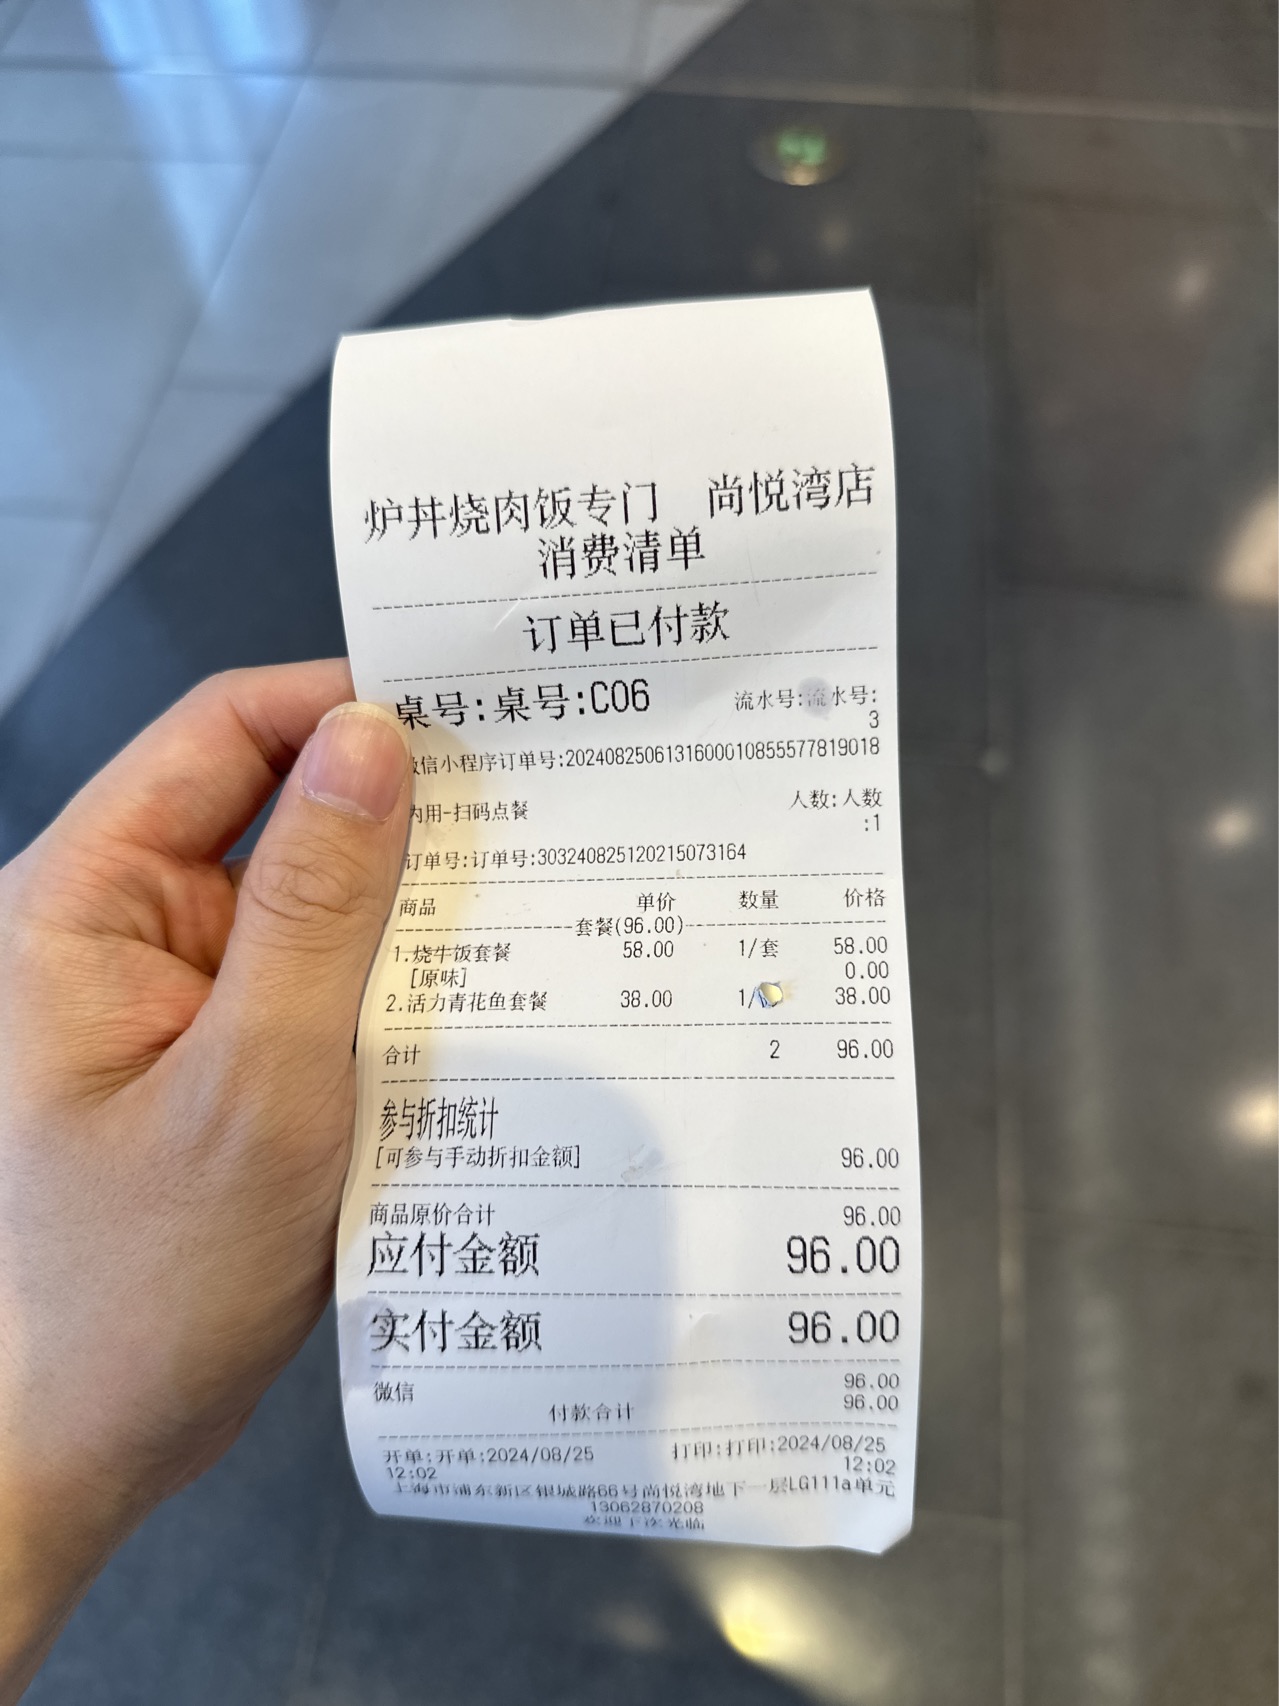 炉丼烧肉饭专门 尚悦湾店
消费清单
订单已付款
桌号:桌号:C06 流水号:流水号:
3
微信小程序订单号:2024082506131600010855577819018
内用-扫码点餐 人数:人数
:1
订单号:订单号:303240825120215073164
商品 单价 数量 价格
套餐(96.00)
1.烧牛饭套餐 58.00 1/套 58.00
[原味] 0.00
2.活力青花鱼套餐 38.00 1/ 38.00
合计 2 96.00
参与折扣统计
[可参与手动折扣金额] 96.00
商品原价合计 96.00
应付金额 96.00
实付金额 96.00
微信 96.00
付款合计 96.00
开单:开单:2024/08/25 打印:打印:2024/08/25
12:02 12:02
上海市浦东新区银城路66号尚悦湾地下一层LG111a单元
13062870208
欢迎下次光临